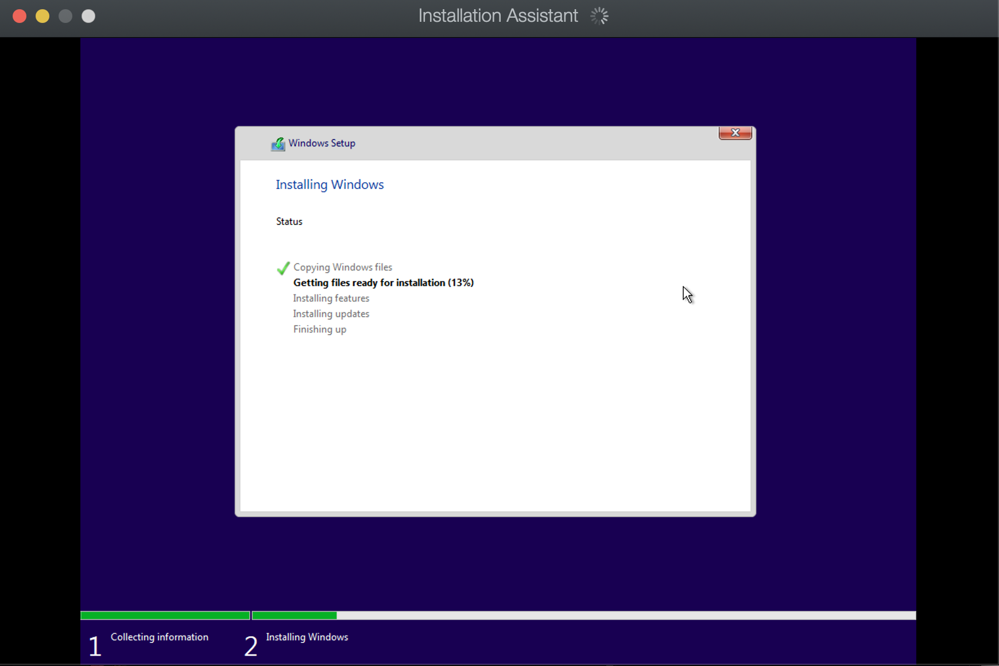 Installation Assistant
Windows Setup
Installing Windows
Status
Copying Windows files
Getting files ready for installation (13%)
Installing features
Installing updates
Finishing up
1 Collecting information
2 Installing Windows